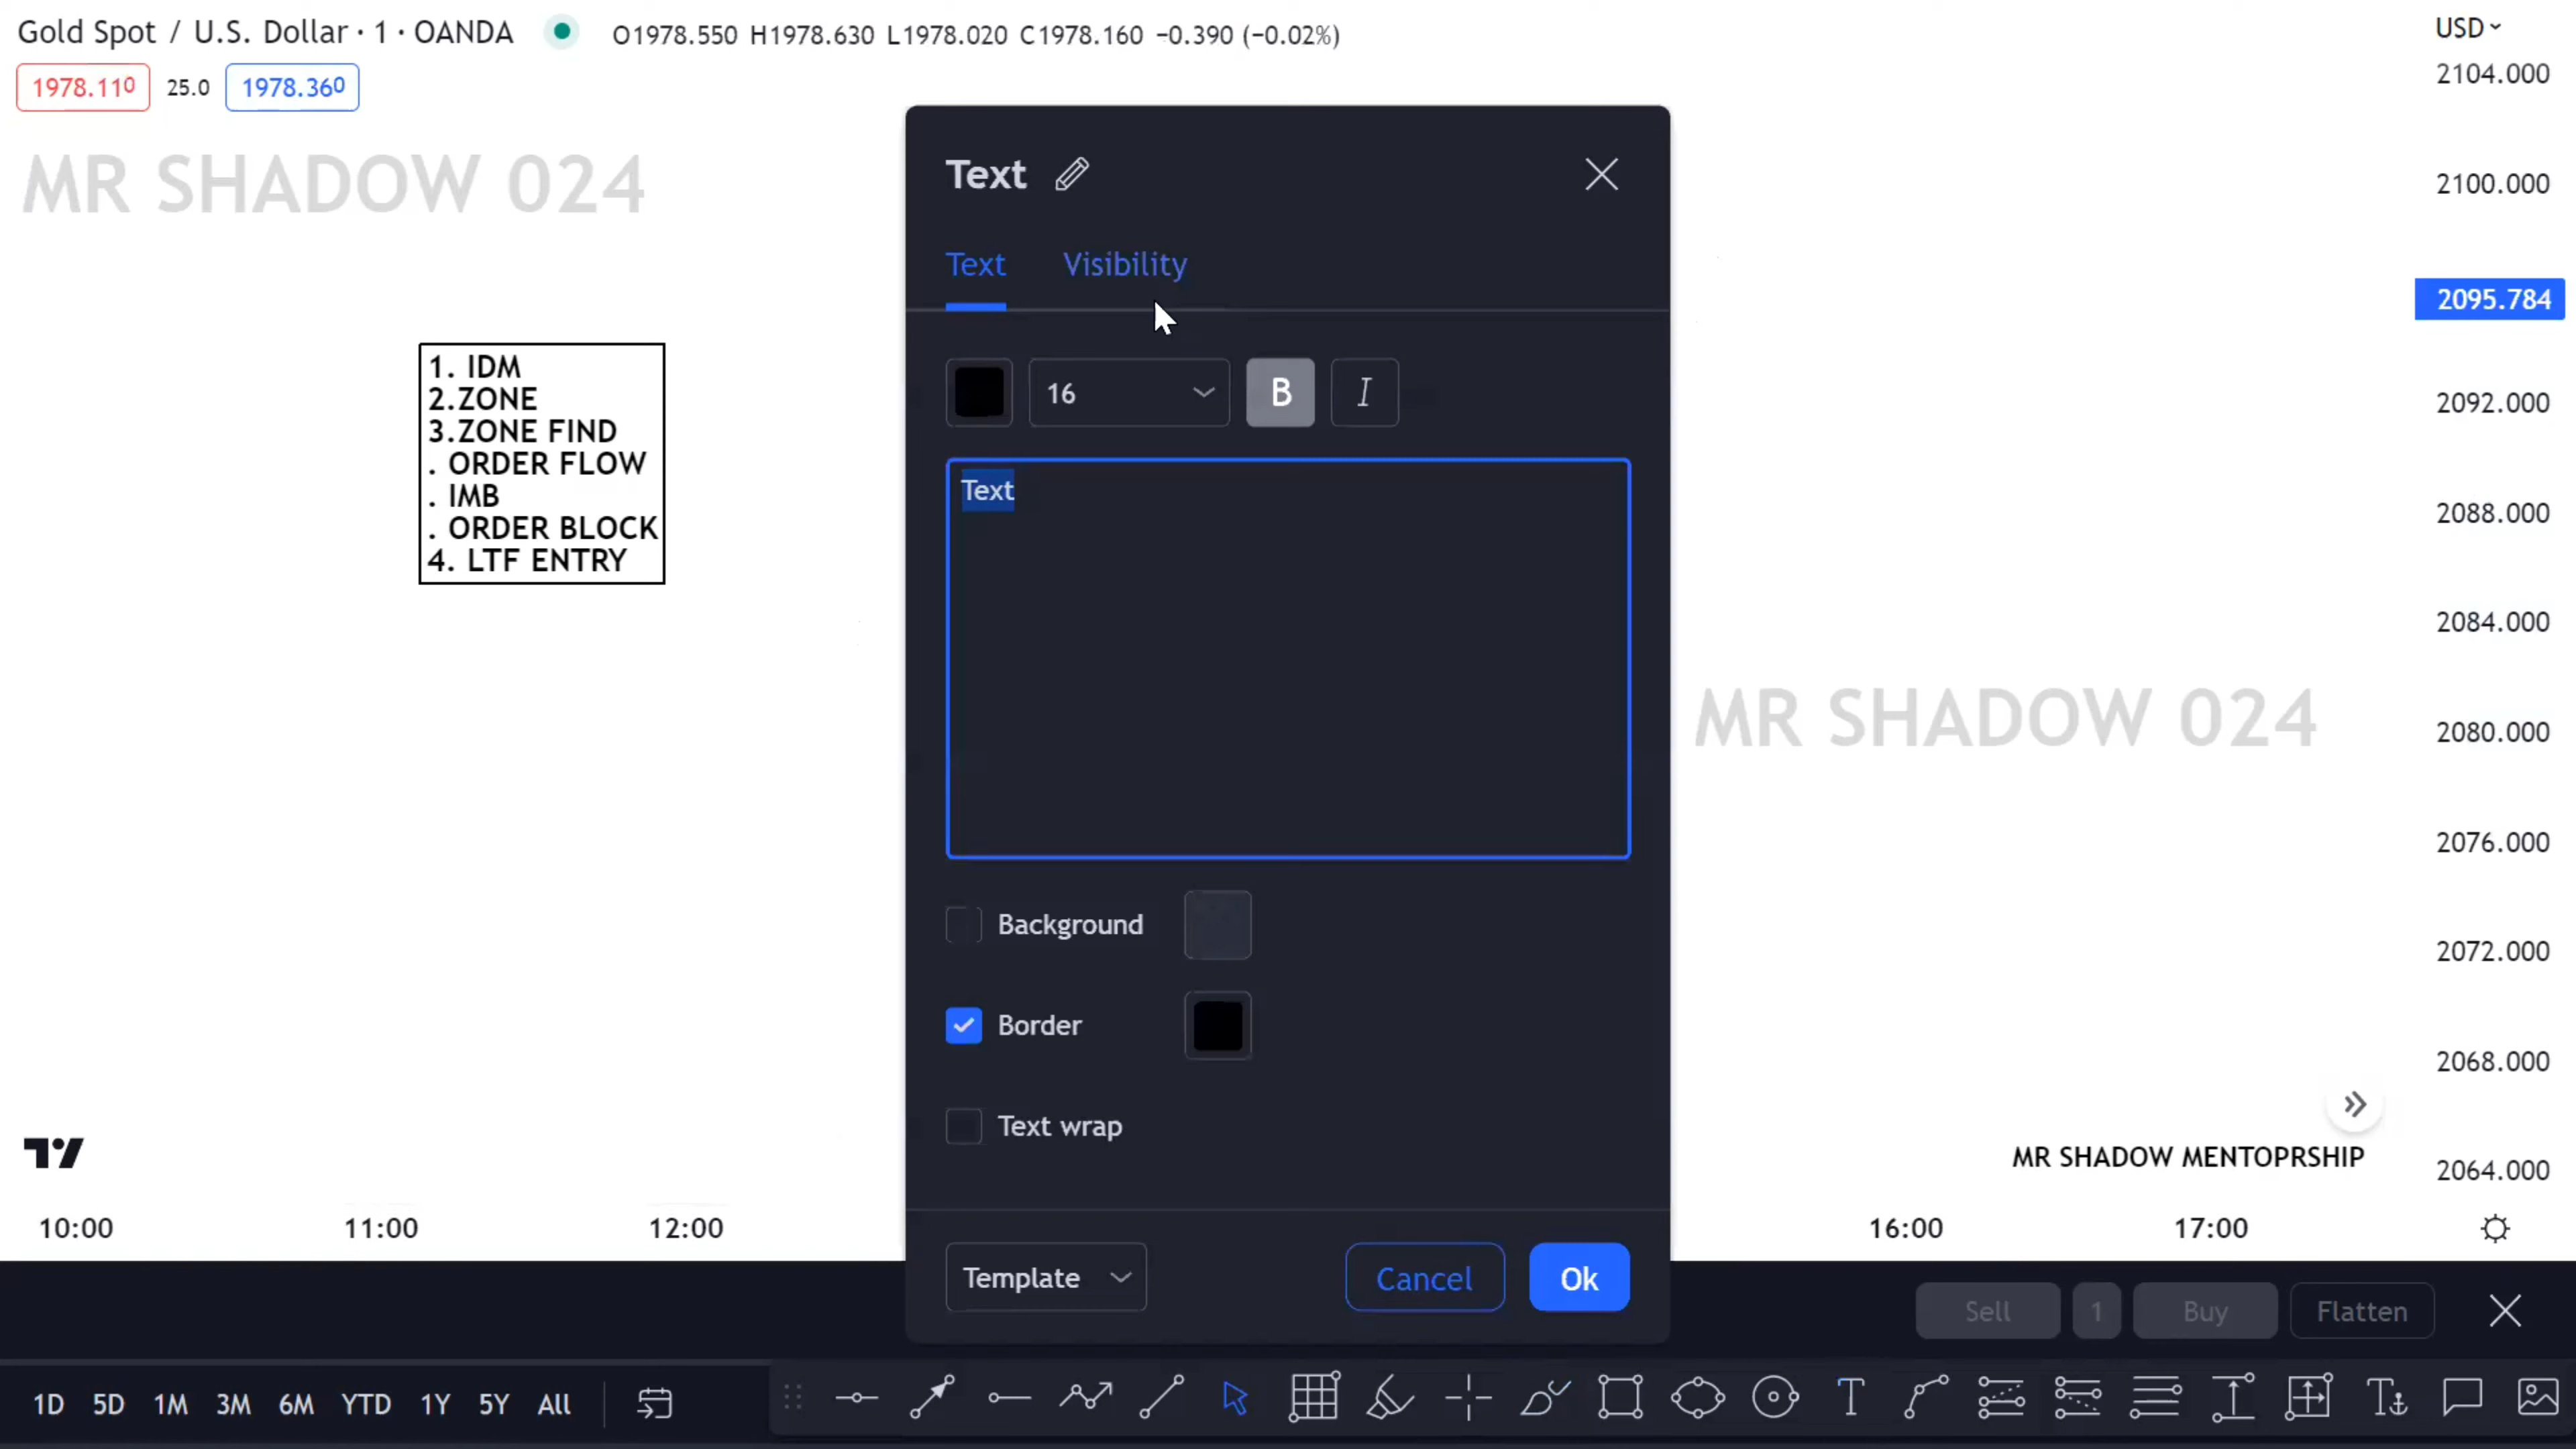 Gold Spot / U.S. Dollar · 1 · OANDA O1978.550 H1978.630 L1978.020 C1978.160 −0.390 (−0.02%)
USD
1978.110 25.0 1978.360
MR SHADOW 024
1. IDM
2.ZONE
3.ZONE FIND
. ORDER FLOW
. IMB
. ORDER BLOCK
4. LTF ENTRY
Text
Text Visibility
16 B I
Text
Background
Border
Text wrap
Template Cancel Ok
2104.000
2100.000
2095.784
2092.000
2088.000
2084.000
2080.000
2076.000
2072.000
2068.000
2064.000
MR SHADOW 024
MR SHADOW MENTOPRSHIP
10:00 11:00 12:00 16:00 17:00
Sell 1 Buy Flatten
1D 5D 1M 3M 6M YTD 1Y 5Y All